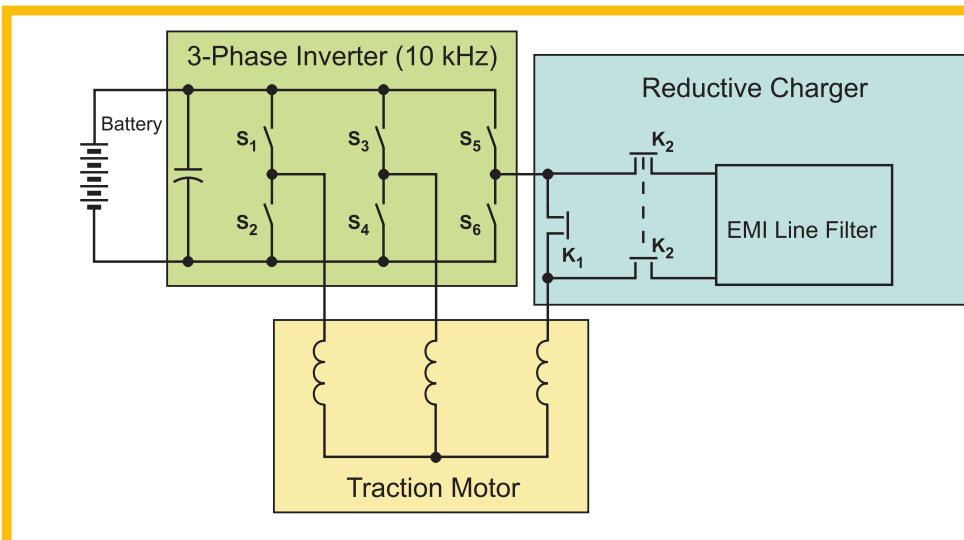 3-Phase Inverter (10 kHz)
Reductive Charger
Battery
S1
S3
S5
K2
S2
S4
S6
K1
K2
EMI Line Filter
Traction Motor